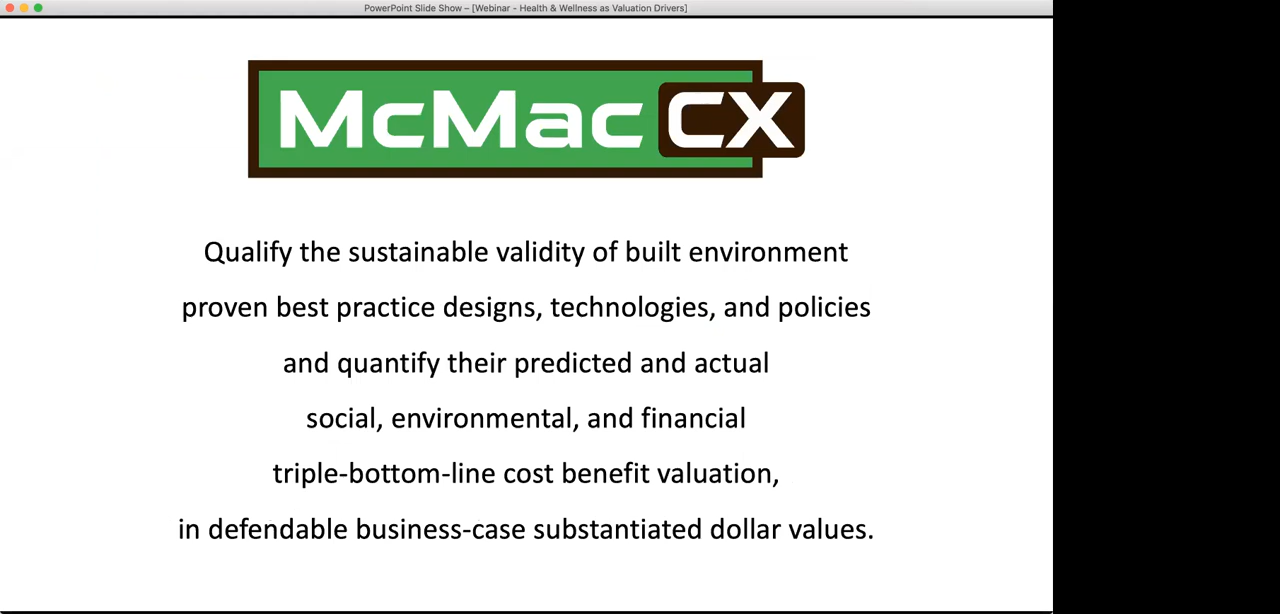 PowerPoint Slide Show – [Webinar - Health & Wellness as Valuation Drivers]
McMac CX
Qualify the sustainable validity of built environment
proven best practice designs, technologies, and policies
and quantify their predicted and actual
social, environmental, and financial
triple-bottom-line cost benefit valuation,
in defendable business-case substantiated dollar values.